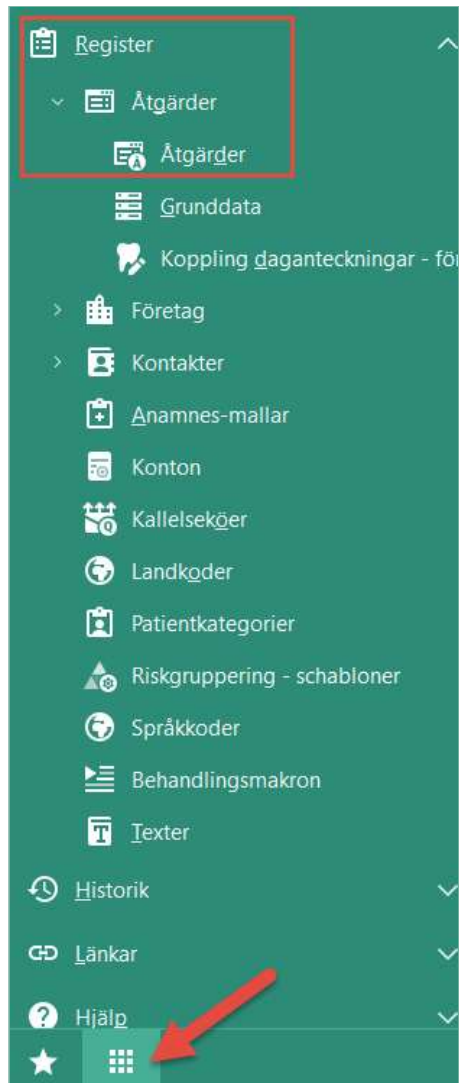 Register
Åtgärder
Åtgärder
Grunddata
Koppling daganteckningar - för
Företag
Kontakter
Anamnes-mallar
Konton
Kallelseköer
Landkoder
Patientkategorier
Riskgruppering - schabloner
Språkkoder
Behandlingsmakron
Texter
Historik
Länkar
Hjälp